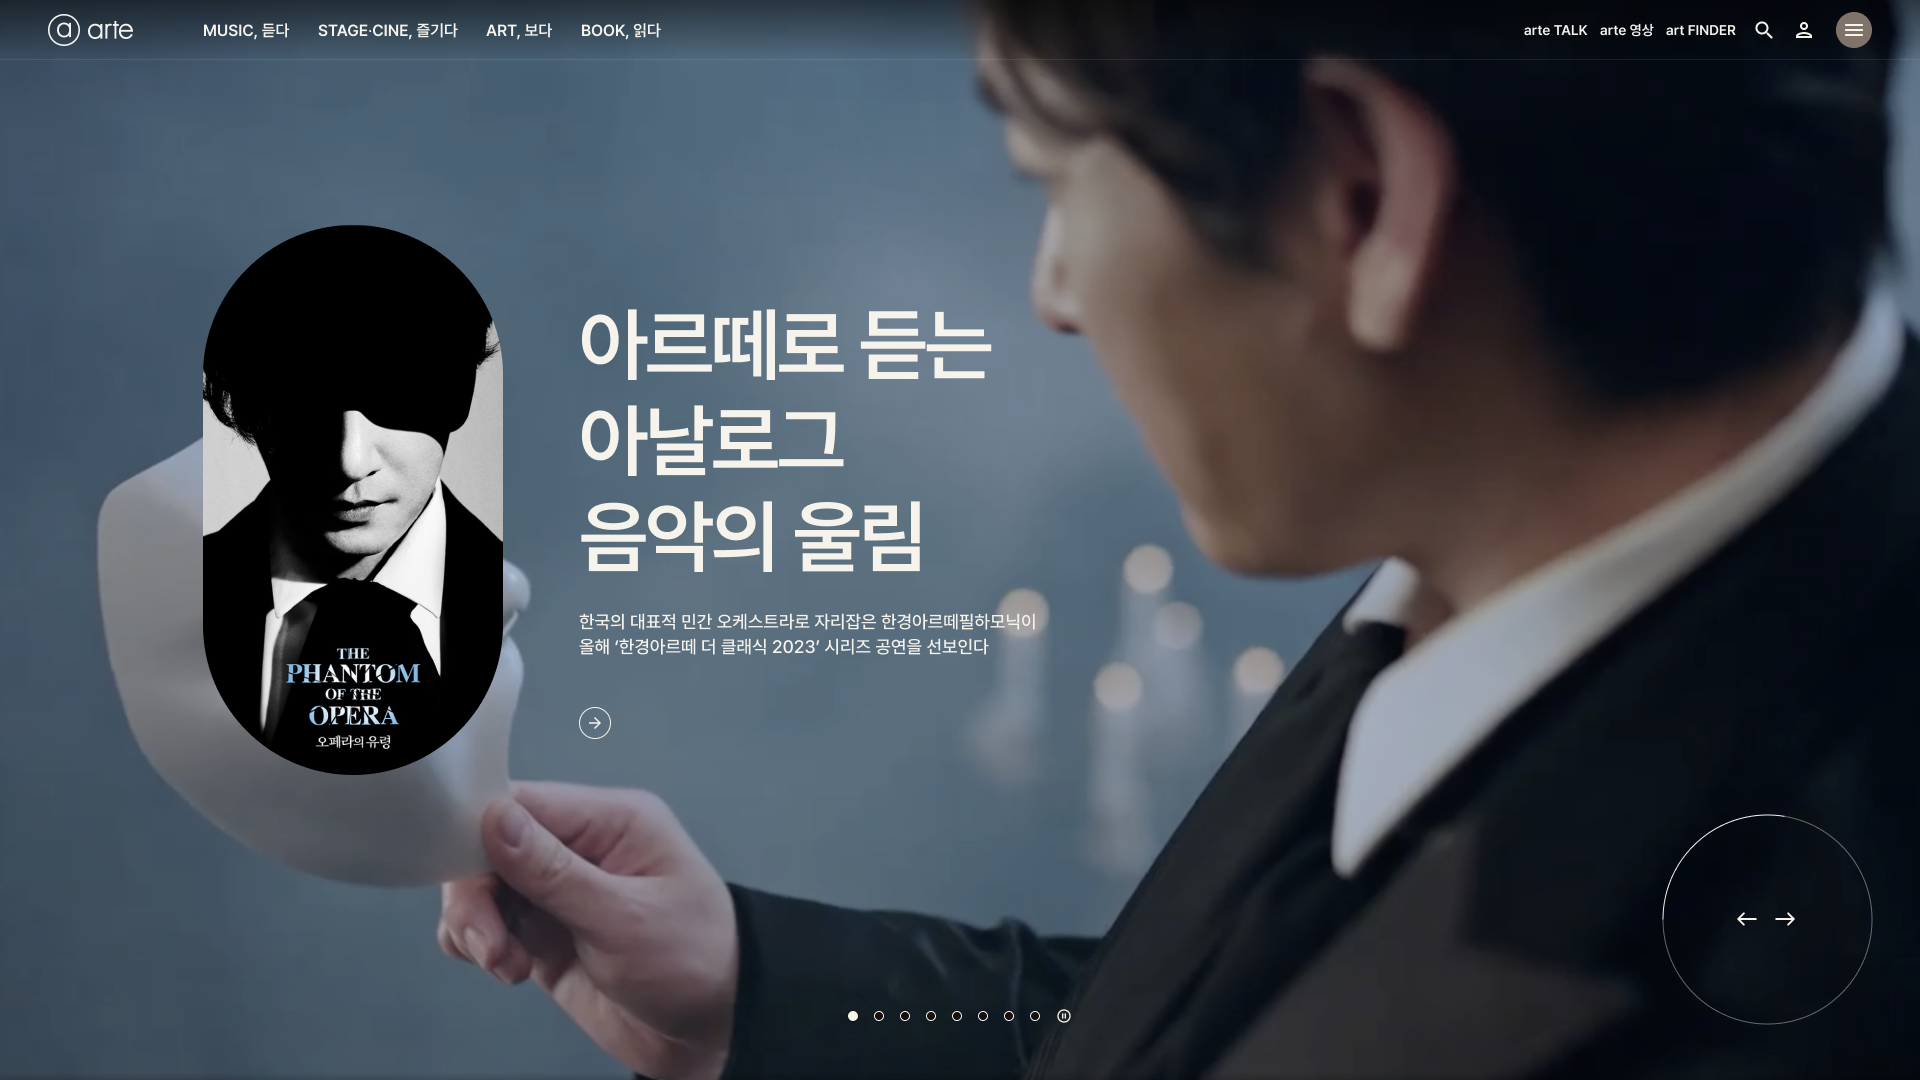 a arte
MUSIC, 듣다
STAGE·CINE, 즐기다
ART, 보다
BOOK, 읽다
arte TALK
arte 영상
art FINDER
아르떼로 듣는
아날로그
음악의 울림
한국의 대표적 민간 오케스트라로 자리잡은 한경아르떼필하모닉이
올해 ‘한경아르떼 더 클래식 2023’ 시리즈 공연을 선보인다
THE
PHANTOM
OF THE
OPERA
오페라의 유령